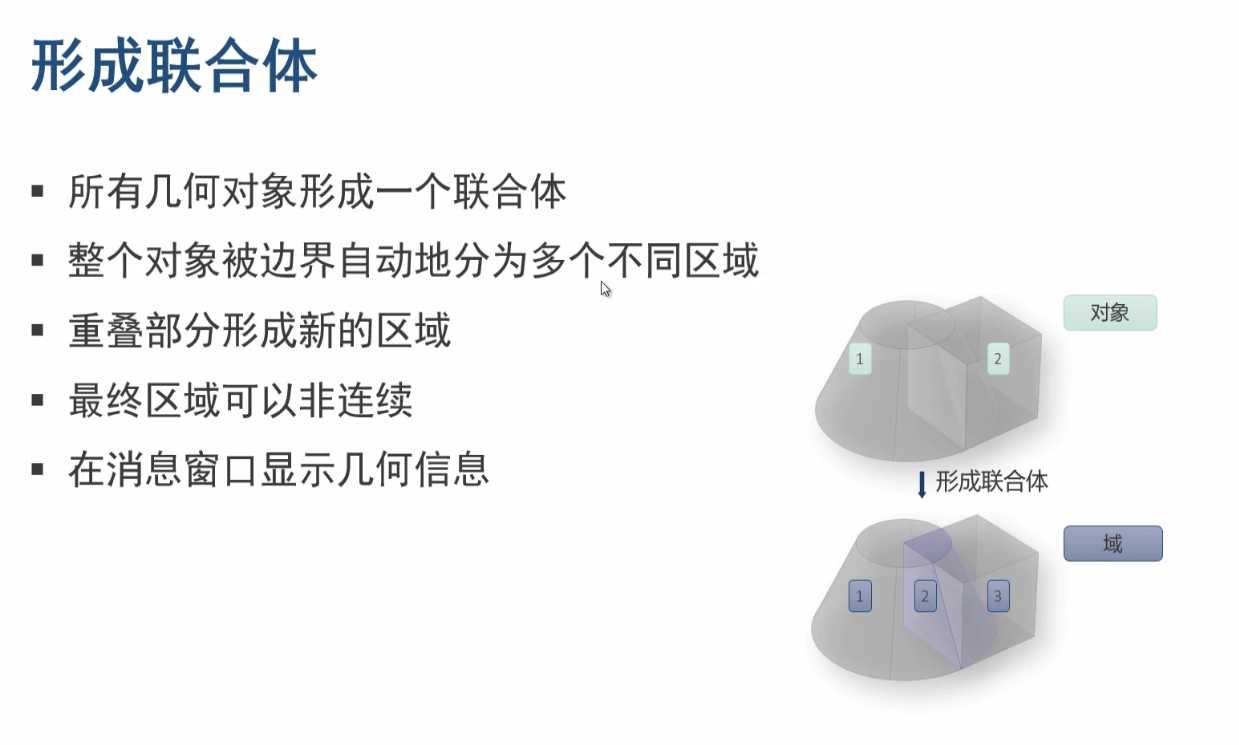 形成联合体
▪ 所有几何对象形成一个联合体
▪ 整个对象被边界自动地分为多个不同区域
▪ 重叠部分形成新的区域
▪ 最终区域可以非连续
▪ 在消息窗口显示几何信息
对象
1 2
形成联合体
域
1 2 3